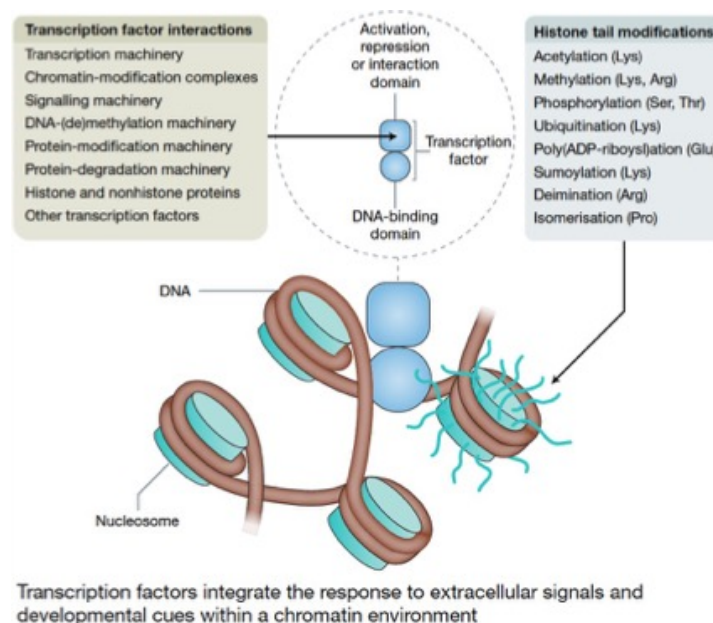 Transcription factor interactions
Transcription machinery
Chromatin-modification complexes
Signalling machinery
DNA-(de)methylation machinery
Protein-modification machinery
Protein-degradation machinery
Histone and nonhistone proteins
Other transcription factors
Activation,
repression
or interaction
domain
Transcription
factor
DNA-binding
domain
Histone tail modifications
Acetylation (Lys)
Methylation (Lys, Arg)
Phosphorylation (Ser, Thr)
Ubiquitination (Lys)
Poly(ADP-riboysl)ation (Glu
Sumoylation (Lys)
Deimination (Arg)
Isomerisation (Pro)
DNA
Nucleosome
Transcription factors integrate the response to extracellular signals and
developmental cues within a chromatin environment